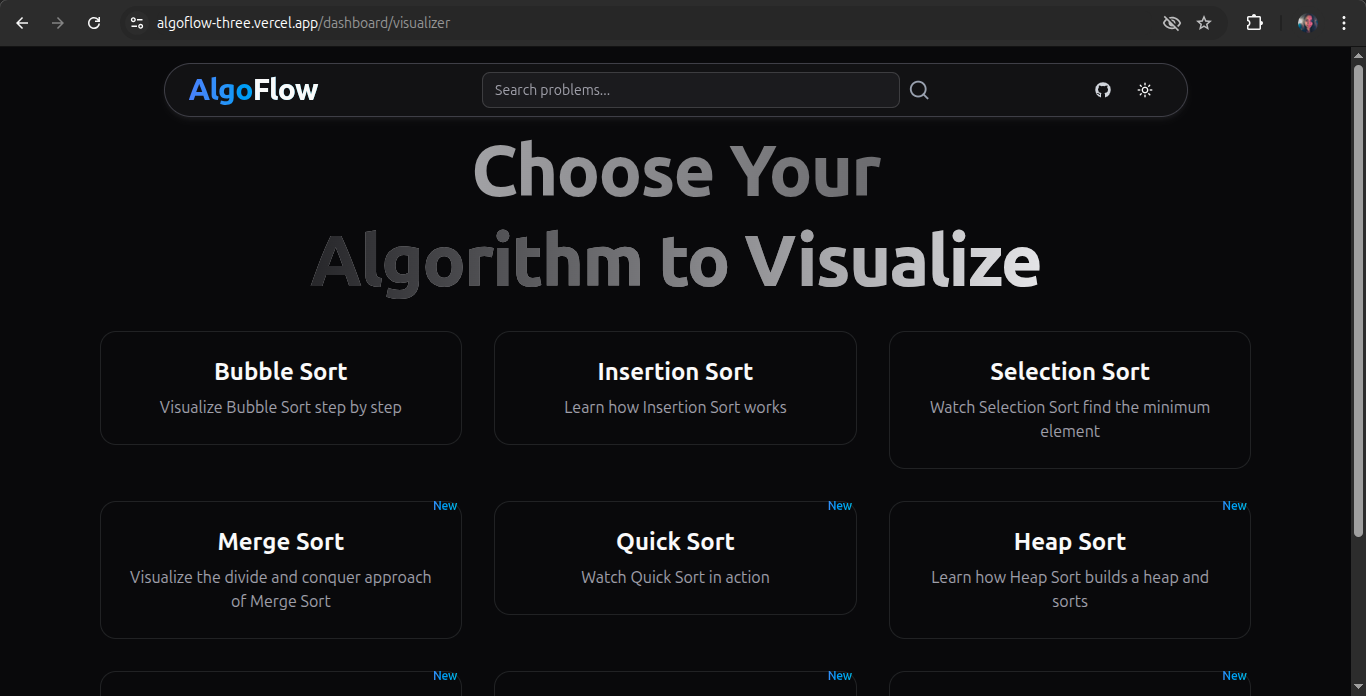 algoflow-three.vercel.app/dashboard/visualizer
AlgoFlow
Search problems...
Choose Your
Algorithm to Visualize
Bubble Sort
Visualize Bubble Sort step by step
Insertion Sort
Learn how Insertion Sort works
Selection Sort
Watch Selection Sort find the minimum
element
New
Merge Sort
Visualize the divide and conquer approach
of Merge Sort
New
Quick Sort
Watch Quick Sort in action
New
Heap Sort
Learn how Heap Sort builds a heap and
sorts
New
New
New